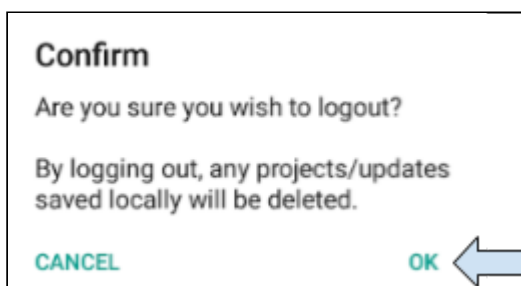 Confirm
Are you sure you wish to logout?
By logging out, any projects/updates
saved locally will be deleted.
CANCEL OK